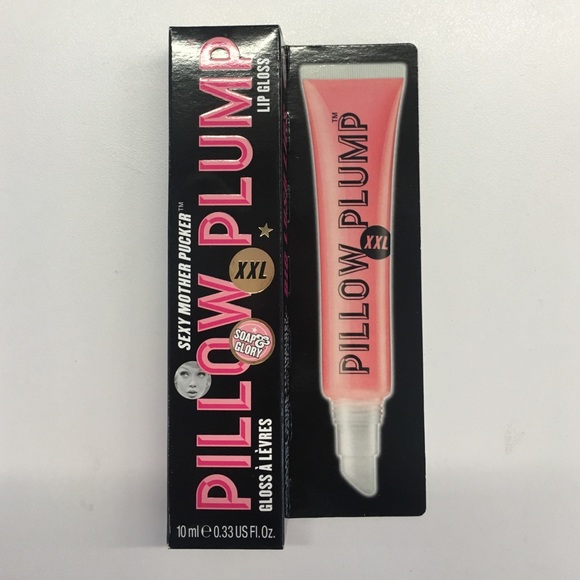 SEXY MOTHER PUCKER™
PILLOW PLUMP
XXL
LIP GLOSS
SOAP & GLORY
GLOSS À LÈVRES
10 ml ℮ 0.33 US Fl. Oz.
PILLOW PLUMP™
XXL